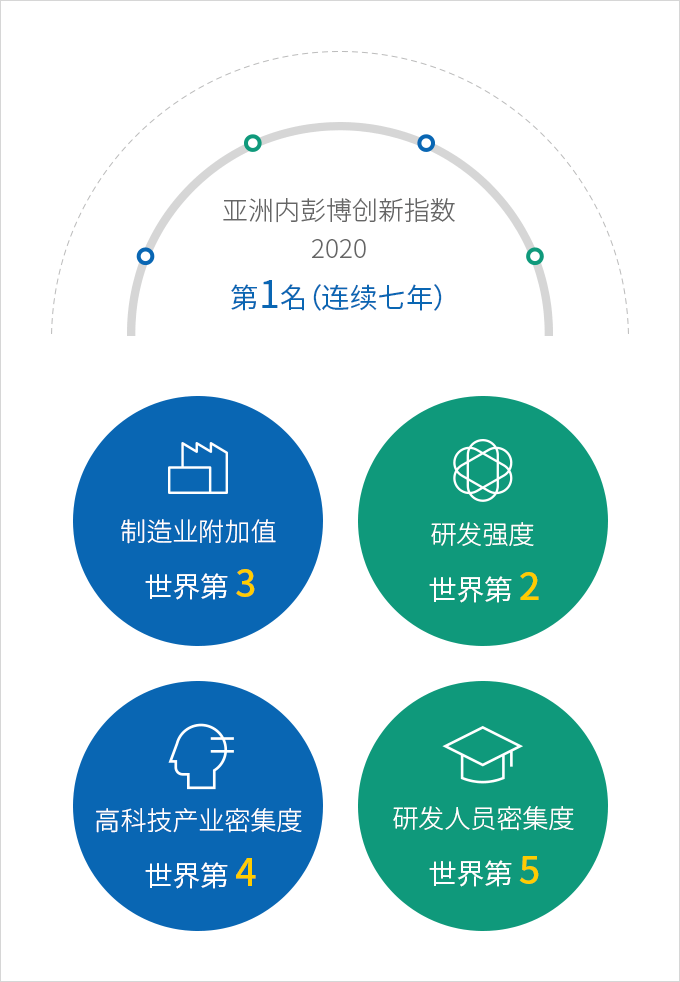 亚洲内彭博创新指数
2020
第1名（连续七年）
制造业附加值
世界第 3
研发强度
世界第 2
高科技产业密集度
世界第 4
研发人员密集度
世界第 5